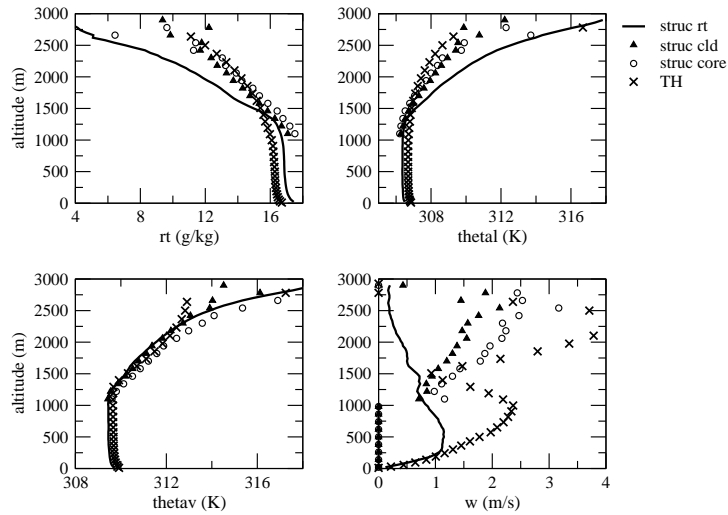 3000
2500
2000
1500
1000
500
0
altitude (m)
4 8 12 16
rt (g/kg)
3000
2500
2000
1500
1000
500
0
308 312 316
thetal (K)
struc rt
struc cld
struc core
TH
3000
2500
2000
1500
1000
500
0
altitude (m)
308 312 316
thetav (K)
3000
2500
2000
1500
1000
500
0
0 1 2 3 4
w (m/s)